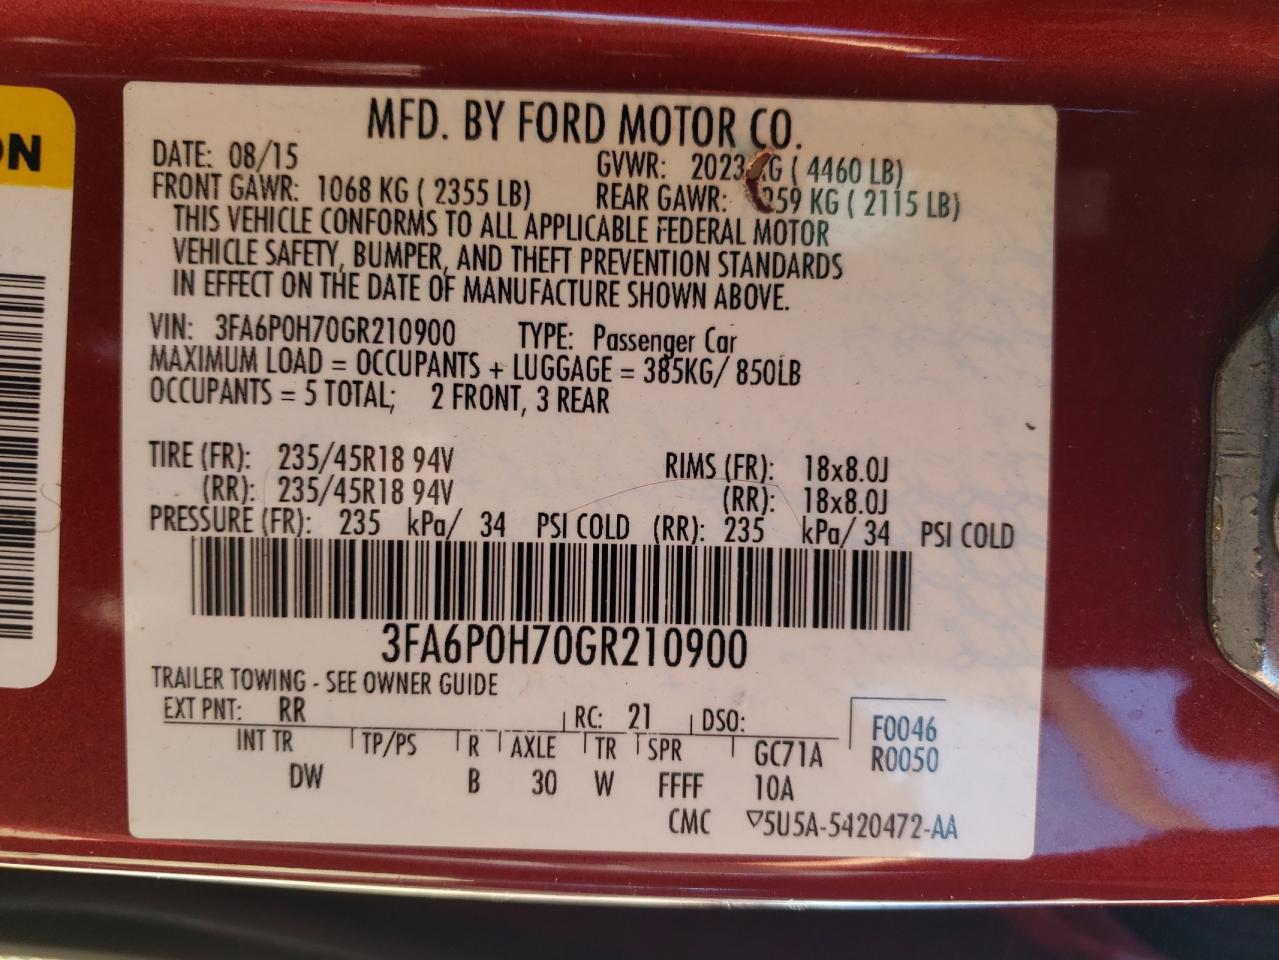 ON
MFD. BY FORD MOTOR CO.
DATE: 08/15
GVWR: 2023 KG ( 4460 LB)
FRONT GAWR: 1068 KG ( 2355 LB)
REAR GAWR: 959 KG ( 2115 LB)
THIS VEHICLE CONFORMS TO ALL APPLICABLE FEDERAL MOTOR
VEHICLE SAFETY, BUMPER, AND THEFT PREVENTION STANDARDS
IN EFFECT ON THE DATE OF MANUFACTURE SHOWN ABOVE.
VIN: 3FA6P0H70GR210900 TYPE: Passenger Car
MAXIMUM LOAD = OCCUPANTS + LUGGAGE = 385KG/ 850LB
OCCUPANTS = 5 TOTAL; 2 FRONT, 3 REAR
TIRE (FR): 235/45R18 94V RIMS (FR): 18x8.0J
(RR): 235/45R18 94V (RR): 18x8.0J
PRESSURE (FR): 235 kPa/ 34 PSI COLD (RR): 235 kPa/ 34 PSI COLD
3FA6P0H70GR210900
TRAILER TOWING - SEE OWNER GUIDE
EXT PNT: RR RC: 21 DSO: F0046
INT TR TP/PS R AXLE TR SPR GC71A R0050
DW B 30 W FFFF 10A
CMC ▽5U5A-5420472-AA